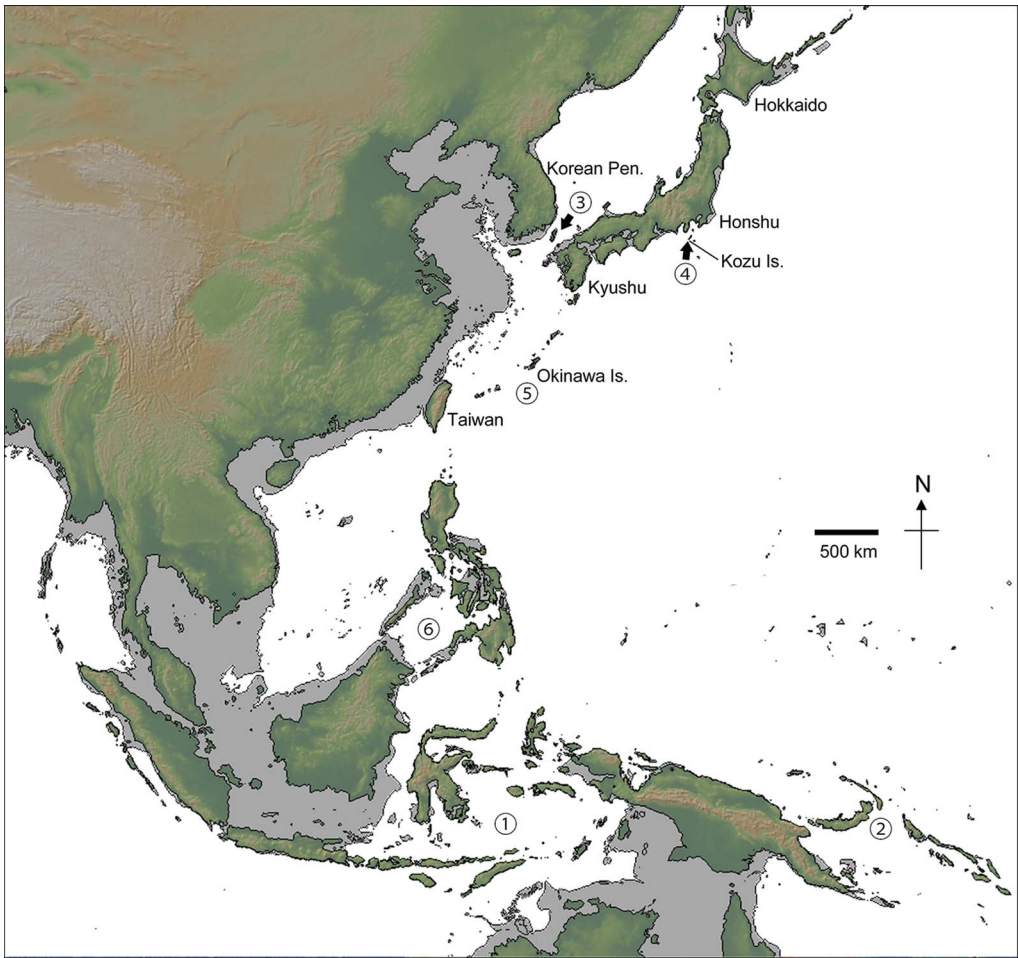 Hokkaido
Korean Pen.
③
Honshu
Kozu Is.
④
Kyushu
Okinawa Is.
⑤
Taiwan
N
500 km
⑥
①
②